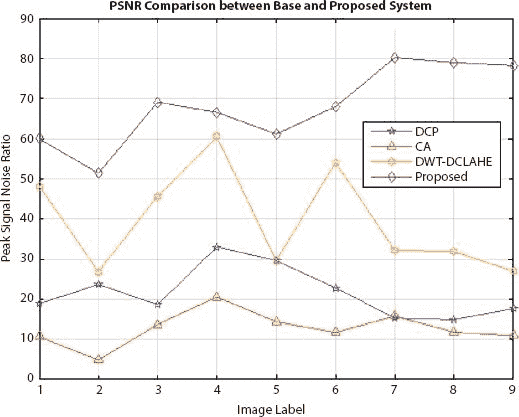 PSNR Comparison between Base and Proposed System
90
80
70
60
50
40
30
20
10
0
Peak Signal Noise Ratio
DCP
CA
DWT-DCLAHE
Proposed
1 2 3 4 5 6 7 8 9
Image Label